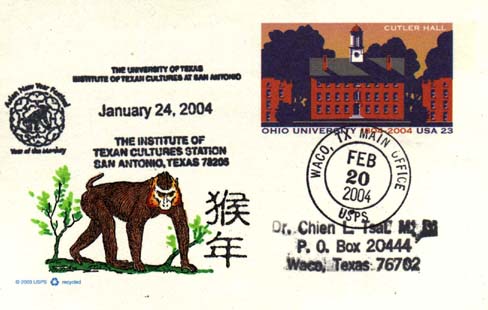 THE UNIVERSITY OF TEXAS
INSTITUTE OF TEXAN CULTURES AT SAN ANTONIO
Asian New Year Festival
Year of the Monkey
January 24, 2004
THE INSTITUTE OF
TEXAN CULTURES STATION
SAN ANTONIO, TEXAS 78205
猴年
© 2003 USPS recycled
CUTLER HALL
OHIO UNIVERSITY 1804-2004 USA 23
WACO, TX MAIN OFFICE
FEB
20
2004
USPS
Dr. Chien L. Tsai,
P. O. Box 20444
Waco, Texas 76702